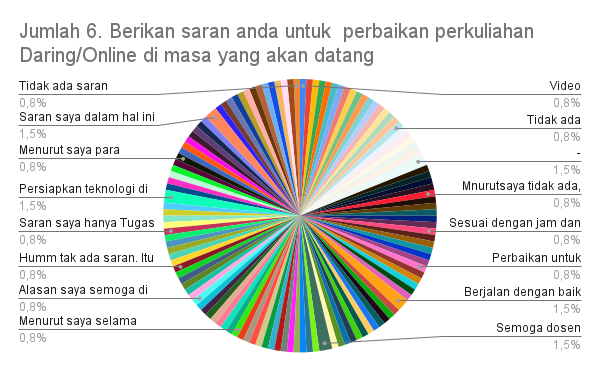 Jumlah 6. Berikan saran anda untuk perbaikan perkuliahan
Daring/Online di masa yang akan datang
Tidak ada saran
0,8%
Saran saya dalam hal ini
1,5%
Menurut saya para
0,8%
Persiapkan teknologi di
1,5%
Saran saya hanya Tugas
0,8%
Humm tak ada saran. Itu
0,8%
Alasan saya semoga di
0,8%
Menurut saya selama
0,8%
Video
0,8%
Tidak ada
0,8%
-
1,5%
Mnurutsaya tidak ada,
0,8%
Sesuai dengan jam dan
0,8%
Perbaikan untuk
0,8%
Berjalan dengan baik
1,5%
Semoga dosen
1,5%